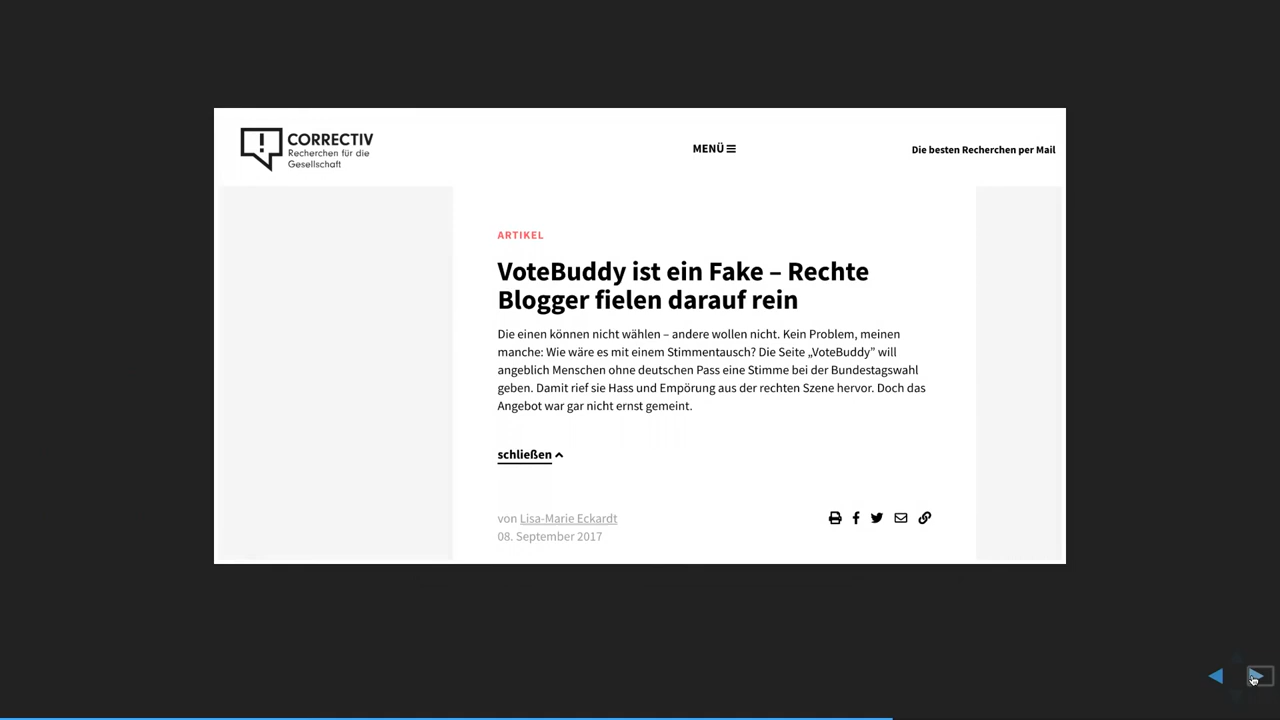 CORRECTIV
Recherchen für die
Gesellschaft
MENÜ
Die besten Recherchen per Mail
ARTIKEL
VoteBuddy ist ein Fake – Rechte
Blogger fielen darauf rein
Die einen können nicht wählen – andere wollen nicht. Kein Problem, meinen
manche: Wie wäre es mit einem Stimmentausch? Die Seite „VoteBuddy” will
angeblich Menschen ohne deutschen Pass eine Stimme bei der Bundestagswahl
geben. Damit rief sie Hass und Empörung aus der rechten Szene hervor. Doch das
Angebot war gar nicht ernst gemeint.
schließen
von Lisa-Marie Eckardt
08. September 2017